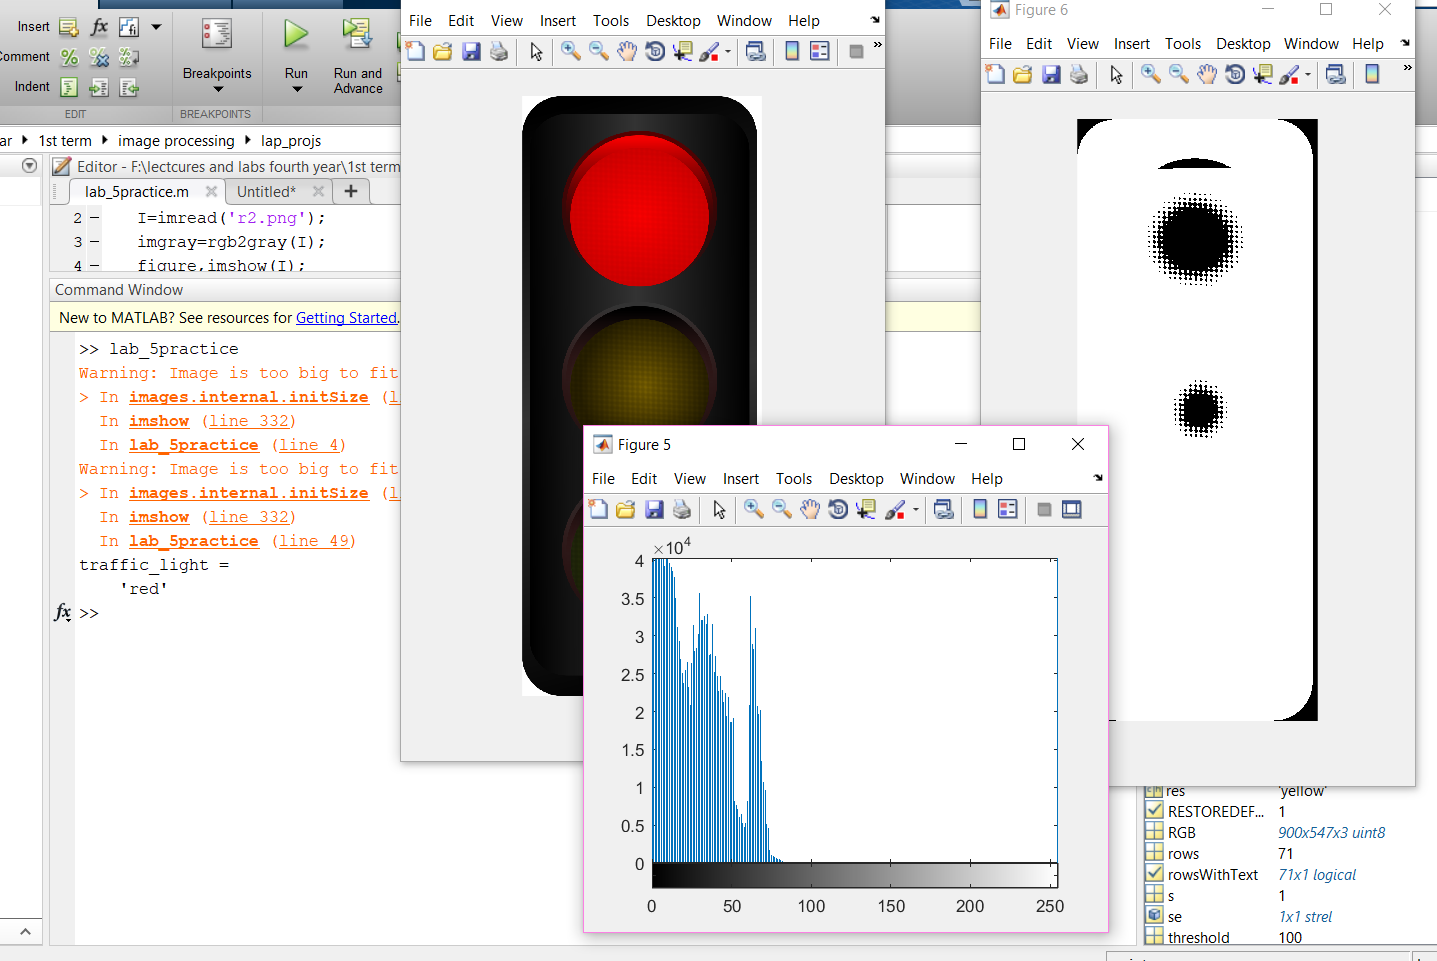 Insert
fx
fi
Comment
Indent
Breakpoints
Run
Run and
Advance
EDIT
BREAKPOINTS
ar
1st term
image processing
lap_projs
Editor - F:\lectcures and labs fourth year\1st term
lab_5practice.m
Untitled*
2 - I=imread('r2.png');
3 - imgray=rgb2gray(I);
4 - figure,imshow(I);
Command Window
New to MATLAB? See resources for Getting Started.
>> lab_5practice
Warning: Image is too big to fit
> In images.internal.initSize (l
In imshow (line 332)
In lab_5practice (line 4)
Warning: Image is too big to fit
> In images.internal.initSize (l
In imshow (line 332)
In lab_5practice (line 49)
traffic_light =
'red'
fx >>
File Edit View Insert Tools Desktop Window Help
Figure 6
File Edit View Insert Tools Desktop Window Help
Figure 5
File Edit View Insert Tools Desktop Window Help
×10^4
4
3.5
3
2.5
2
1.5
1
0.5
0
0 50 100 150 200 250
res 'yellow'
RESTOREDEF... 1
RGB 900x547x3 uint8
rows 71
rowsWithText 71x1 logical
s 1
se 1x1 strel
threshold 100